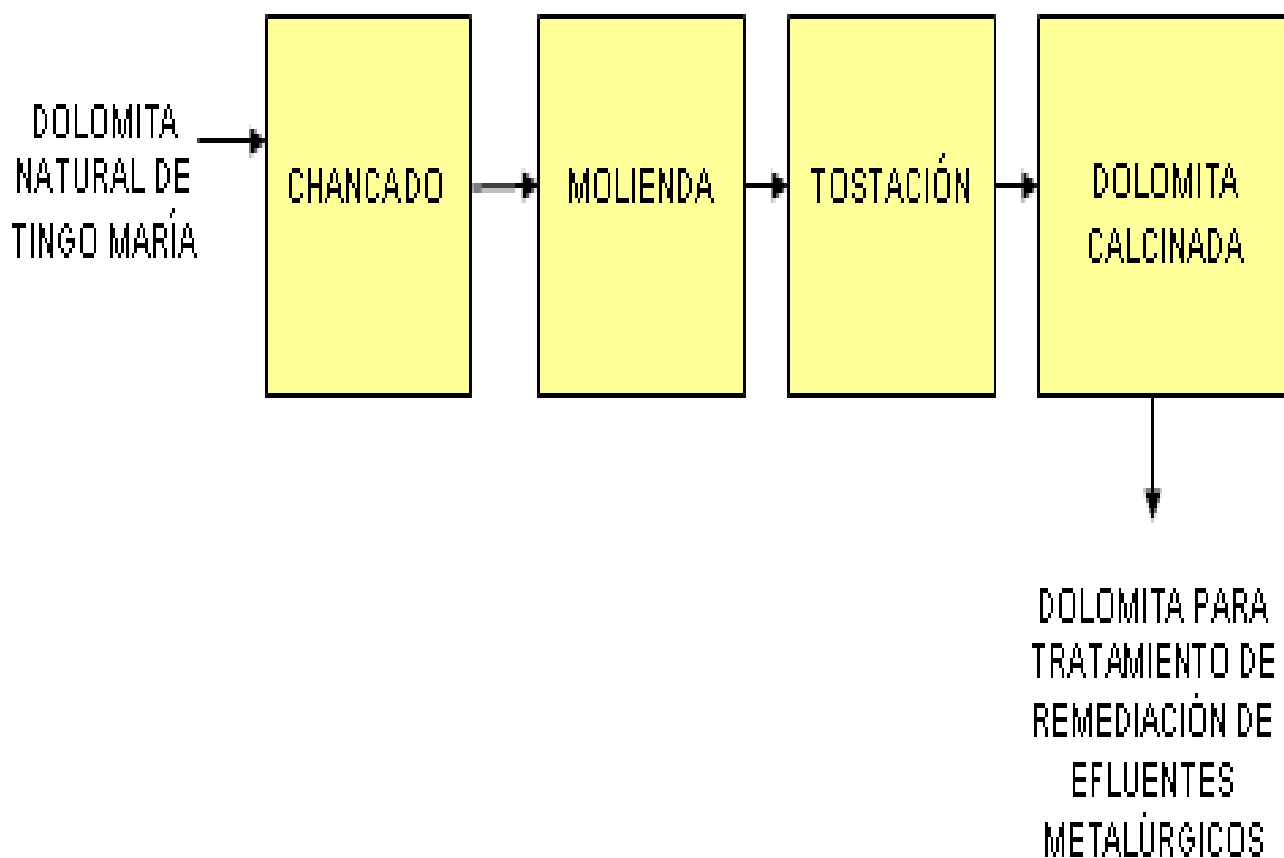 DOLOMITA
NATURAL DE
TINGO MARÍA
CHANCADO
MOLIENDA
TOSTACIÓN
DOLOMITA
CALCINADA
DOLOMITA PARA
TRATAMIENTO DE
REMEDIACIÓN DE
EFLUENTES
METALÚRGICOS